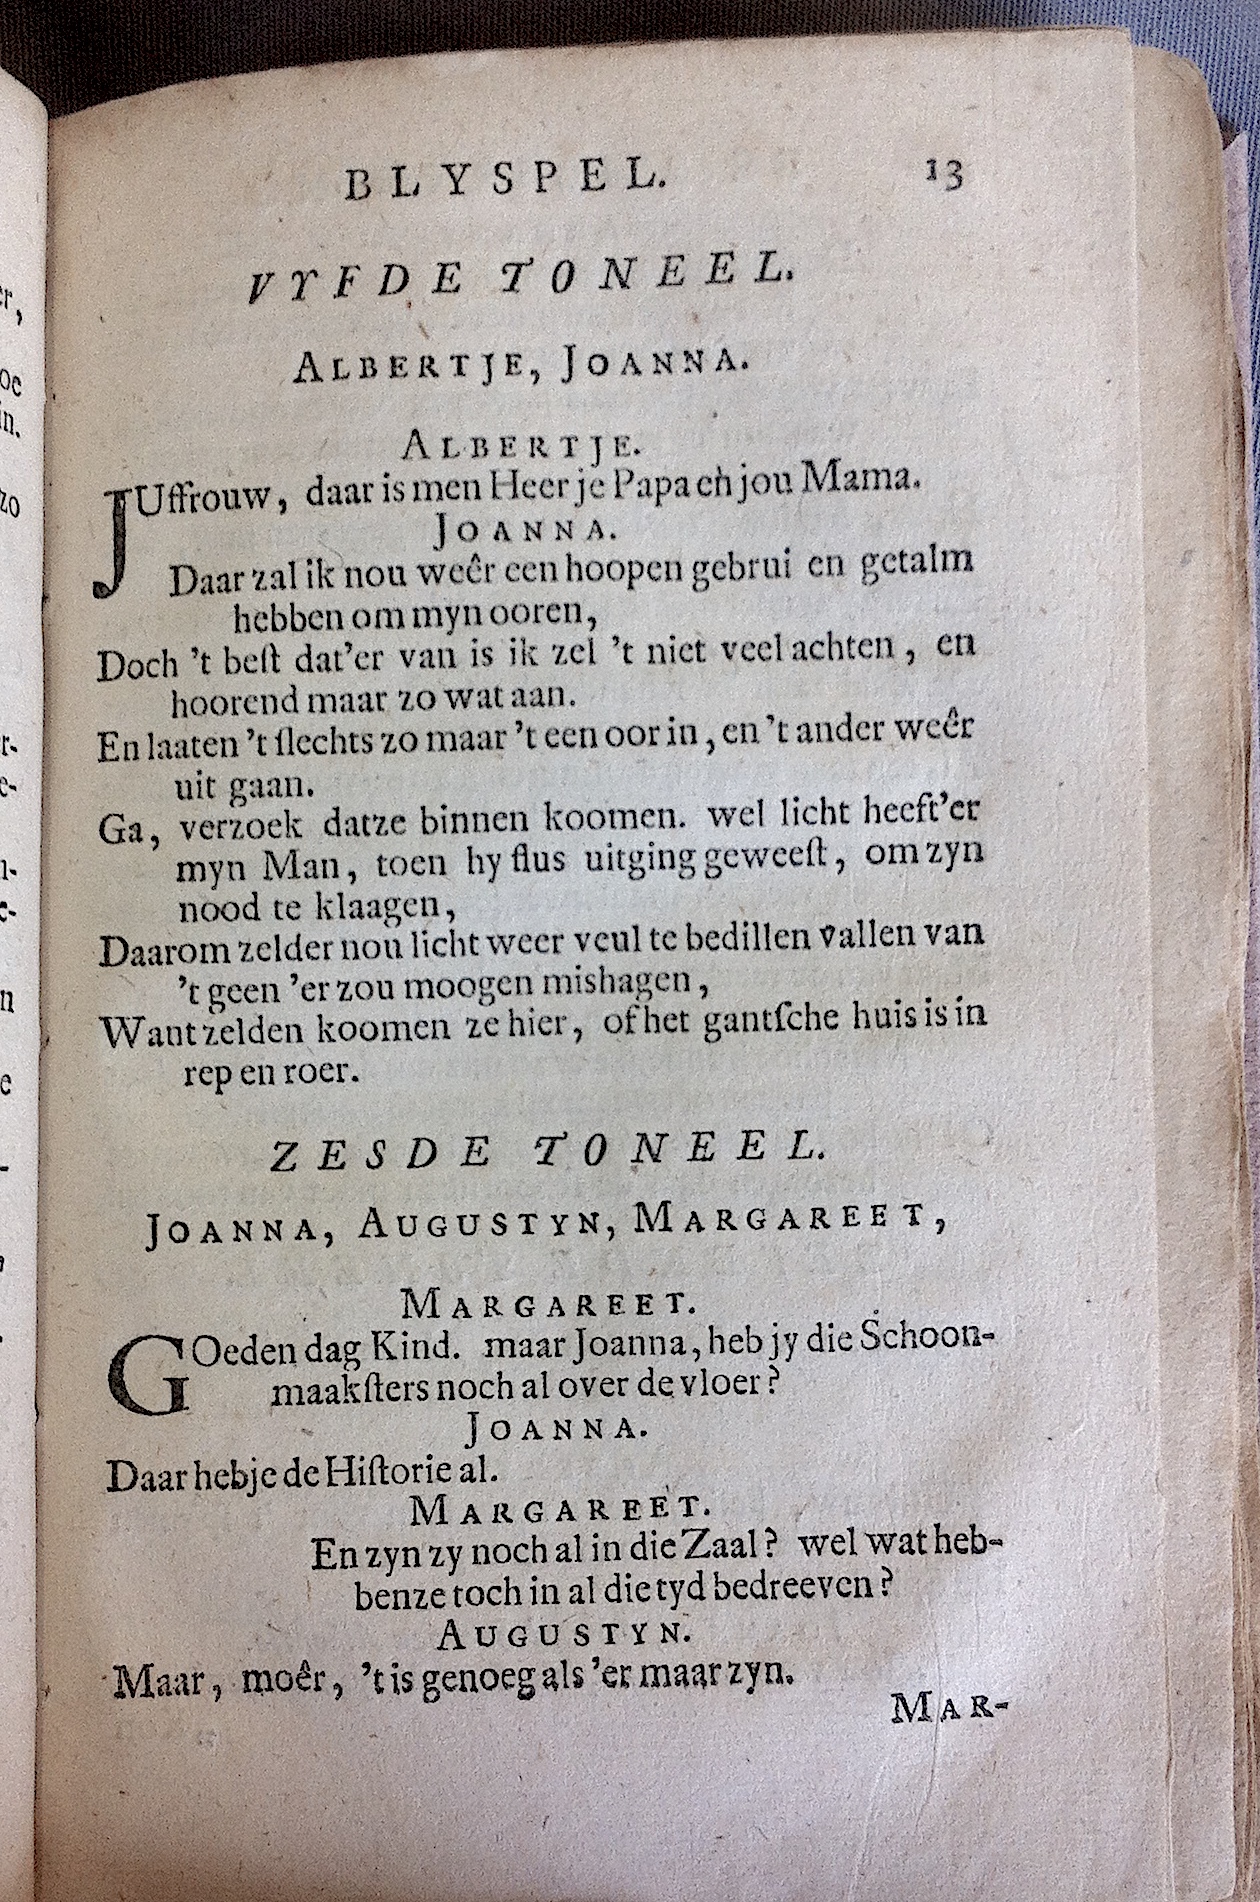 BLYSPEL. 13
VYFDE TONEEL.
ALBERTJE, JOANNA.
ALBERTJE.
JUffrouw, daar is men Heer je Papa en jou Mama.
JOANNA.
Daar zal ik nou weêr een hoopen gebrui en getalm
hebben om myn ooren,
Doch 't beſt dat'er van is ik zel 't niet veel achten, en
hoorend maar zo wat aan.
En laaten 't ſlechts zo maar 't een oor in, en 't ander weêr
uit gaan.
Ga, verzoek datze binnen koomen. wel licht heeft'er
myn Man, toen hy flus uitging geweeſt, om zyn
nood te klaagen,
Daarom zelder nou licht weer veul te bedillen vallen van
't geen 'er zou moogen mishagen,
Want zelden koomen ze hier, of het gantſche huis is in
rep en roer.
ZESDE TONEEL.
JOANNA, AUGUSTYN, MARGAREET,
MARGAREET.
GOeden dag Kind. maar Joanna, heb jy die Schoon-
maakſters noch al over de vloer?
JOANNA.
Daar hebje de Hiſtorie al.
MARGAREET.
En zyn zy noch al in die Zaal? wel wat heb-
benze toch in al die tyd bedreeven?
AUGUSTYN.
Maar, moêr, 't is genoeg als 'er maar zyn.
MAR-